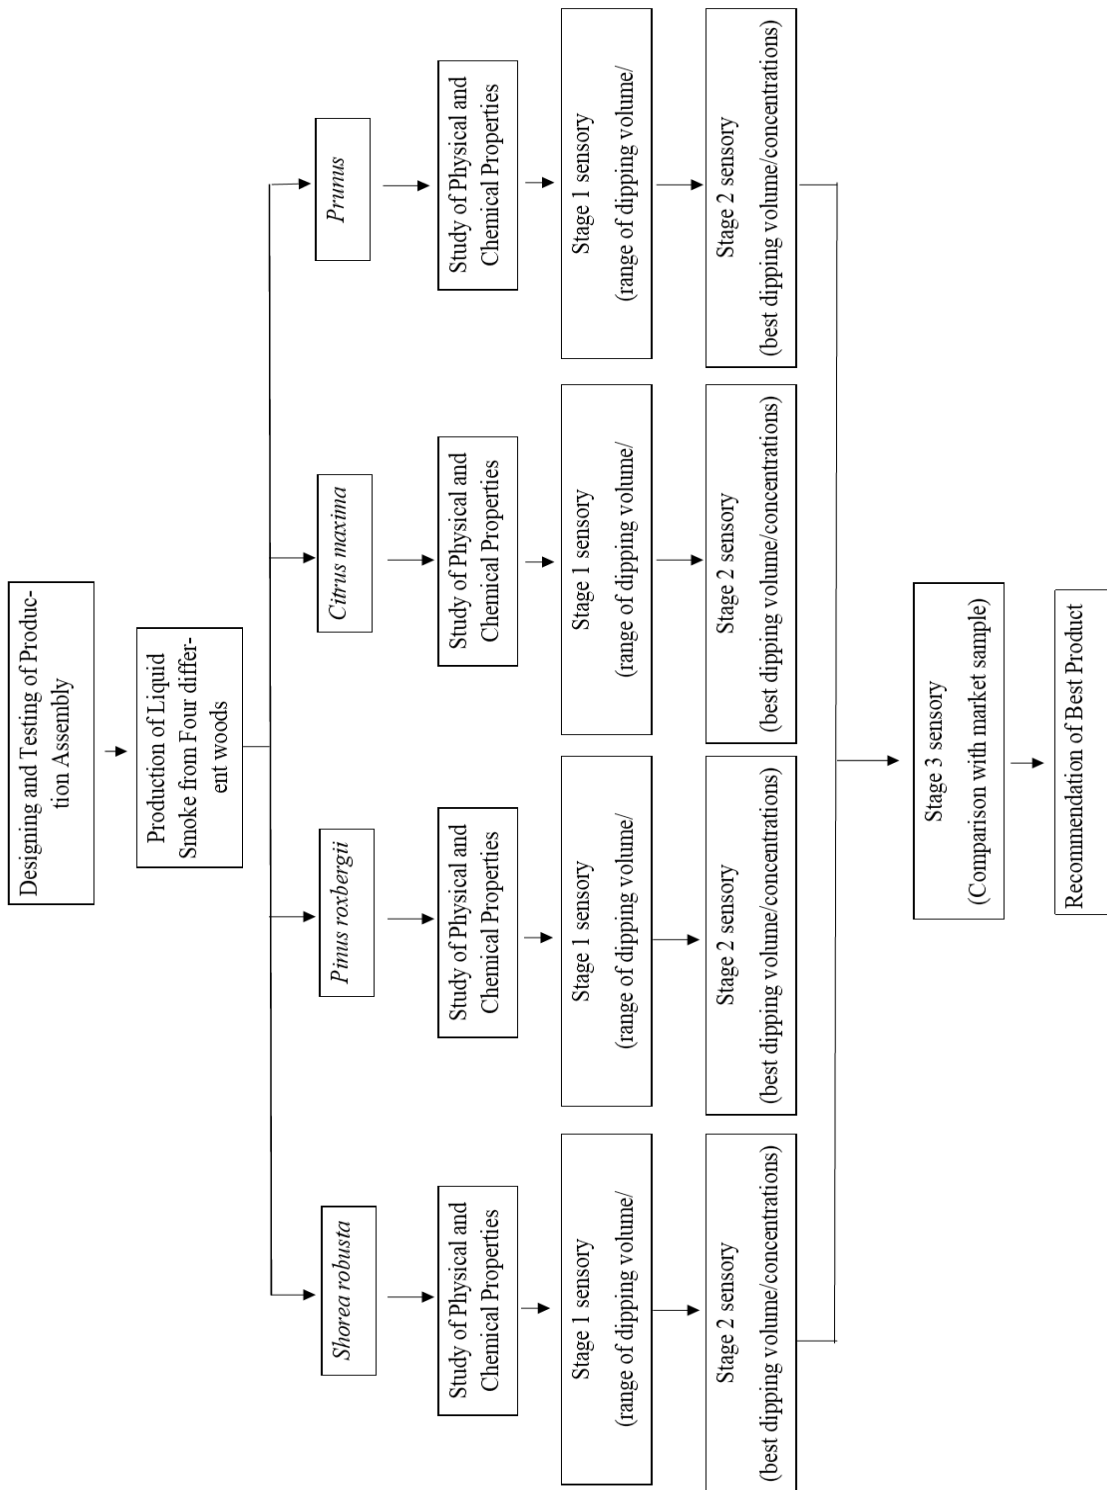 Designing and Testing of Produc-
tion Assembly
Production of Liquid
Smoke from Four differ-
ent woods
Shorea robusta
Pinus roxbergii
Citrus maxima
Prunus
Study of Physical and
Chemical Properties
Study of Physical and
Chemical Properties
Study of Physical and
Chemical Properties
Study of Physical and
Chemical Properties
Stage 1 sensory
(range of dipping volume/
Stage 1 sensory
(range of dipping volume/
Stage 1 sensory
(range of dipping volume/
Stage 1 sensory
(range of dipping volume/
Stage 2 sensory
(best dipping volume/concentrations)
Stage 2 sensory
(best dipping volume/concentrations)
Stage 2 sensory
(best dipping volume/concentrations)
Stage 2 sensory
(best dipping volume/concentrations)
Stage 3 sensory
(Comparison with market sample)
Recommendation of Best Product